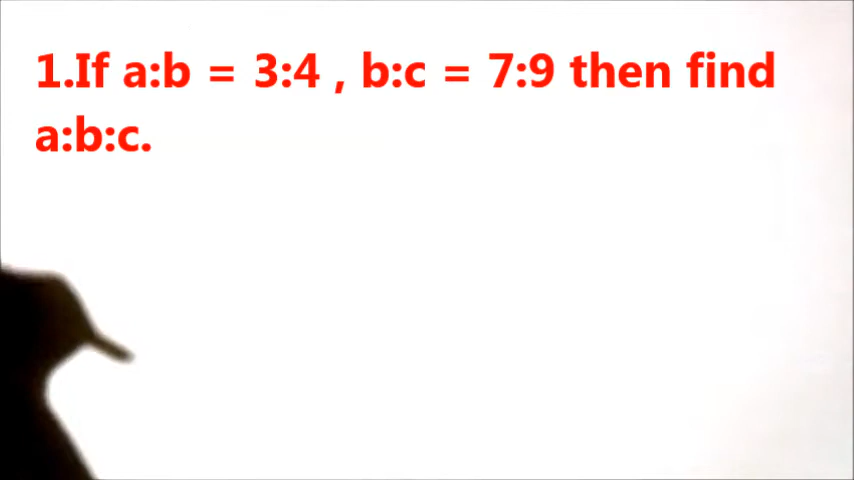 1.If a:b = 3:4 , b:c = 7:9 then find
a:b:c.